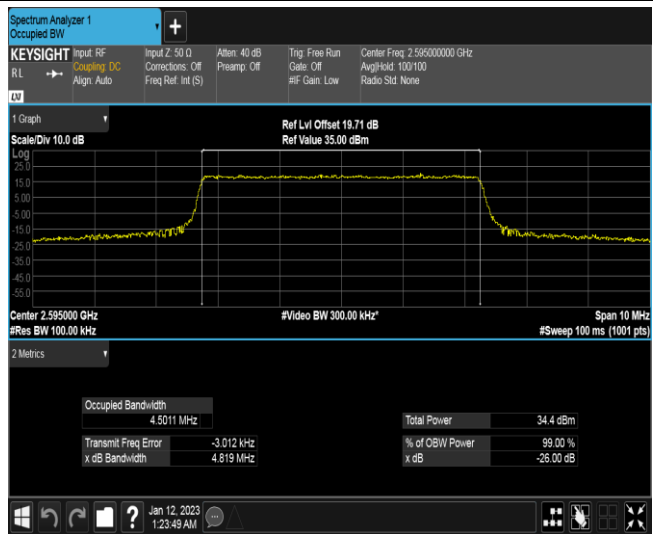 Spectrum Analyzer 1
Occupied BW
+
KEYSIGHT
RL
Input: RF
Coupling: DC
Align: Auto
Input Z: 50 Ω
Corrections: Off
Freq Ref: Int (S)
Atten: 40 dB
Preamp: Off
Trig: Free Run
Gate: Off
#IF Gain: Low
Center Freq: 2.595000000 GHz
Avg|Hold: 100/100
Radio Std: None
1 Graph
Scale/Div 10.0 dB
Ref Lvl Offset 19.71 dB
Ref Value 35.00 dBm
Log
25.0
15.0
5.00
-5.00
-15.0
-25.0
-35.0
-45.0
-55.0
Center 2.595000 GHz
#Video BW 300.00 kHz*
Span 10 MHz
#Res BW 100.00 kHz
#Sweep 100 ms (1001 pts)
2 Metrics
Occupied Bandwidth
4.5011 MHz
Total Power 34.4 dBm
Transmit Freq Error -3.012 kHz
% of OBW Power 99.00 %
x dB Bandwidth 4.819 MHz
x dB -26.00 dB
?
Jan 12, 2023
1:23:49 AM